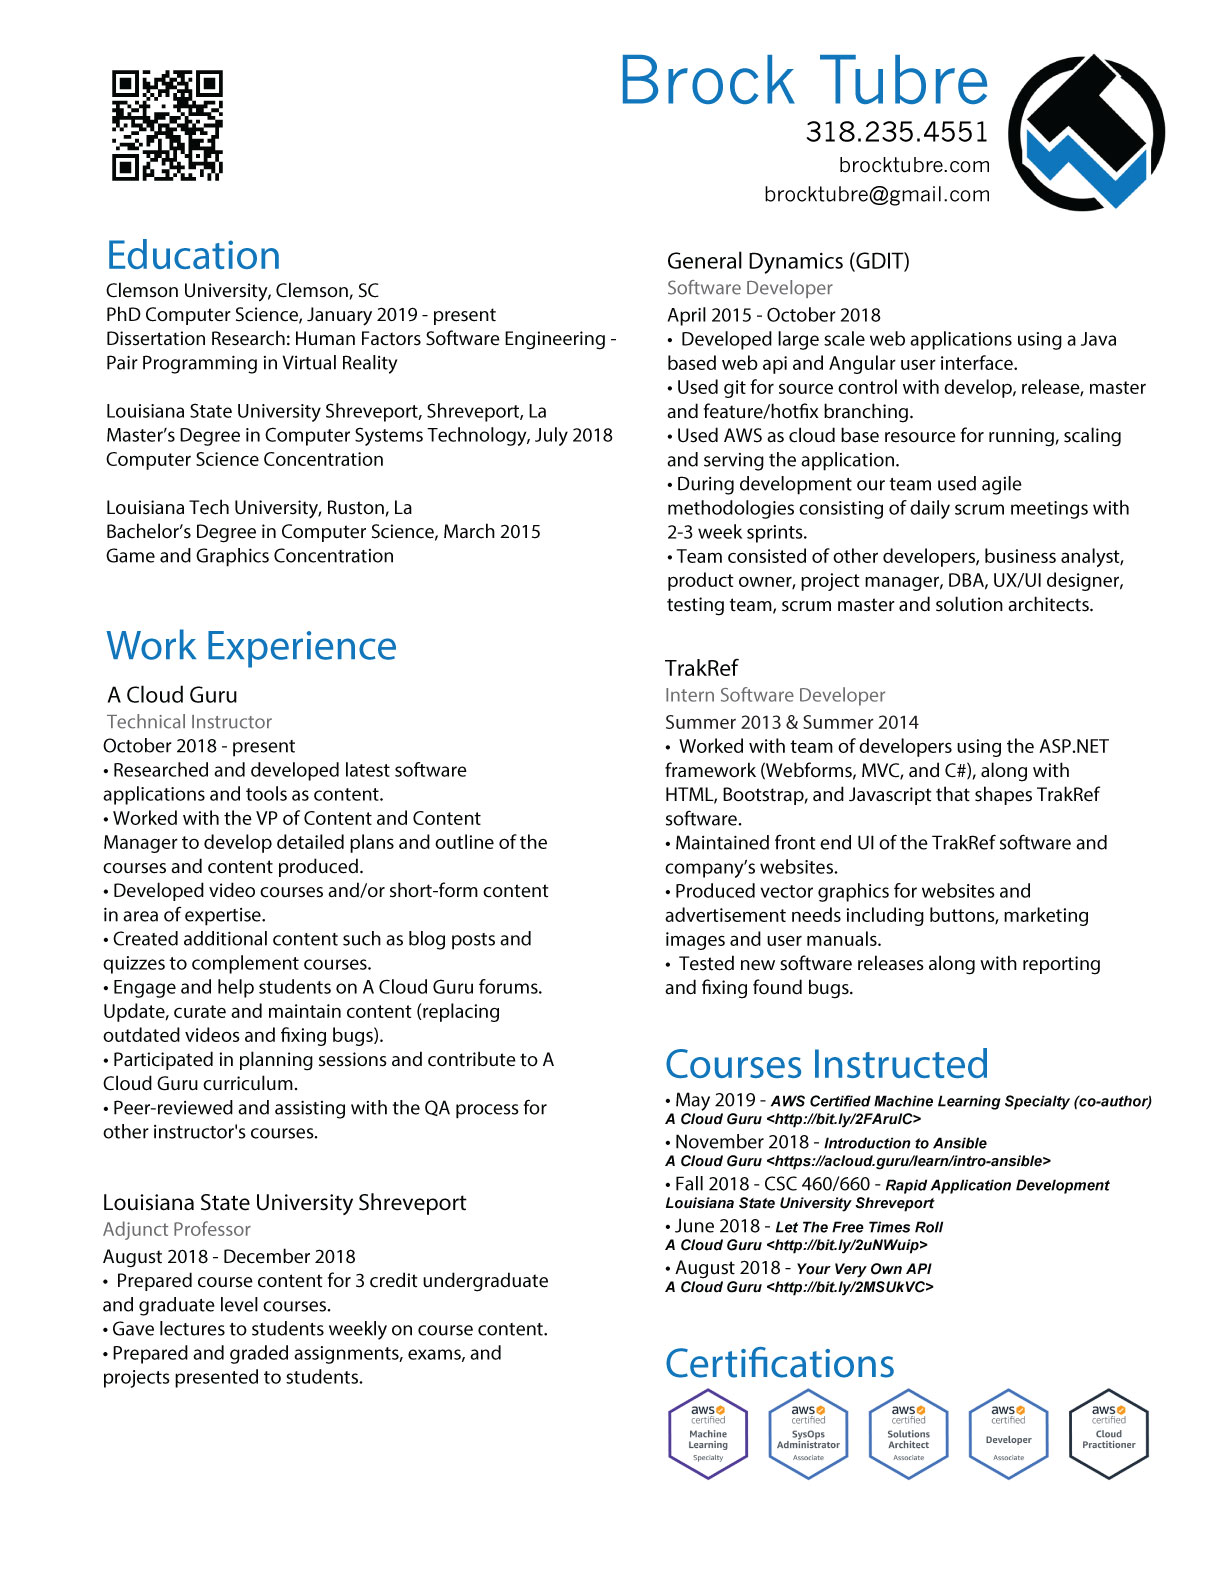 Brock Tubre
318.235.4551
brocktubre.com
brocktubre@gmail.com
Education
Clemson University, Clemson, SC
PhD Computer Science, January 2019 - present
Dissertation Research: Human Factors Software Engineering -
Pair Programming in Virtual Reality
Louisiana State University Shreveport, Shreveport, La
Master’s Degree in Computer Systems Technology, July 2018
Computer Science Concentration
Louisiana Tech University, Ruston, La
Bachelor’s Degree in Computer Science, March 2015
Game and Graphics Concentration
Work Experience
A Cloud Guru
Technical Instructor
October 2018 - present
• Researched and developed latest software
applications and tools as content.
• Worked with the VP of Content and Content
Manager to develop detailed plans and outline of the
courses and content produced.
• Developed video courses and/or short-form content
in area of expertise.
• Created additional content such as blog posts and
quizzes to complement courses.
• Engage and help students on A Cloud Guru forums.
Update, curate and maintain content (replacing
outdated videos and fixing bugs).
• Participated in planning sessions and contribute to A
Cloud Guru curriculum.
• Peer-reviewed and assisting with the QA process for
other instructor's courses.
Louisiana State University Shreveport
Adjunct Professor
August 2018 - December 2018
• Prepared course content for 3 credit undergraduate
and graduate level courses.
• Gave lectures to students weekly on course content.
• Prepared and graded assignments, exams, and
projects presented to students.
General Dynamics (GDIT)
Software Developer
April 2015 - October 2018
• Developed large scale web applications using a Java
based web api and Angular user interface.
• Used git for source control with develop, release, master
and feature/hotfix branching.
• Used AWS as cloud base resource for running, scaling
and serving the application.
• During development our team used agile
methodologies consisting of daily scrum meetings with
2-3 week sprints.
• Team consisted of other developers, business analyst,
product owner, project manager, DBA, UX/UI designer,
testing team, scrum master and solution architects.
TrakRef
Intern Software Developer
Summer 2013 & Summer 2014
• Worked with team of developers using the ASP.NET
framework (Webforms, MVC, and C#), along with
HTML, Bootstrap, and Javascript that shapes TrakRef
software.
• Maintained front end UI of the TrakRef software and
company’s websites.
• Produced vector graphics for websites and
advertisement needs including buttons, marketing
images and user manuals.
• Tested new software releases along with reporting
and fixing found bugs.
Courses Instructed
• May 2019 - AWS Certified Machine Learning Specialty (co-author)
A Cloud Guru <http://bit.ly/2FAruIC>
• November 2018 - Introduction to Ansible
A Cloud Guru <https://acloud.guru/learn/intro-ansible>
• Fall 2018 - CSC 460/660 - Rapid Application Development
Louisiana State University Shreveport
• June 2018 - Let The Free Times Roll
A Cloud Guru <http://bit.ly/2uNWuip>
• August 2018 - Your Very Own API
A Cloud Guru <http://bit.ly/2MSUkVC>
Certifications
aws
certified
Machine
Learning
Specialty
aws
certified
SysOps
Administrator
Associate
aws
certified
Solutions
Architect
Associate
aws
certified
Developer
Associate
aws
certified
Cloud
Practitioner